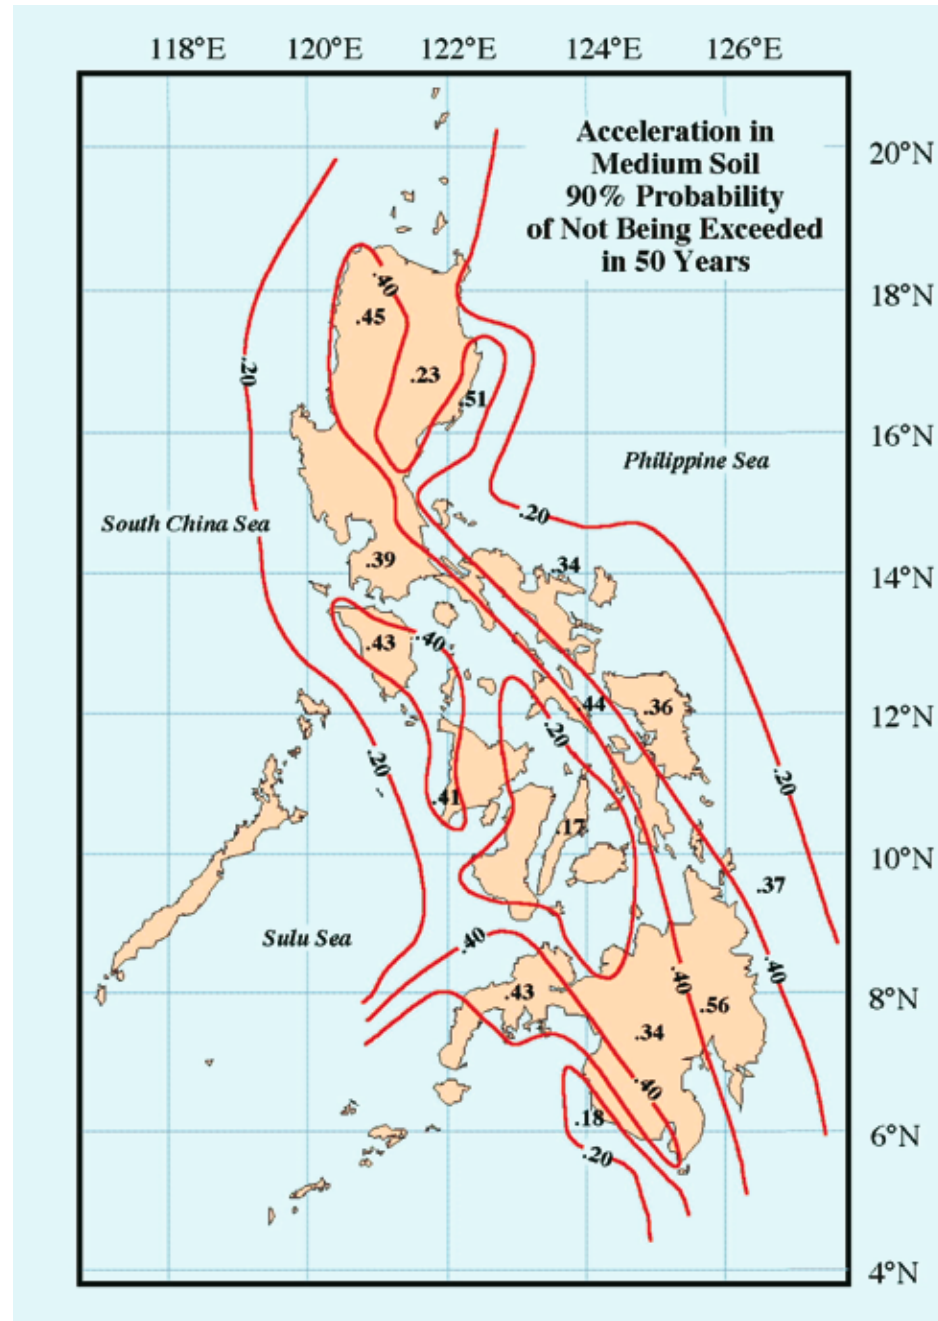 118°E 120°E 122°E 124°E 126°E
Acceleration in
Medium Soil
90% Probability
of Not Being Exceeded
in 50 Years
20°N
18°N
.40
.45
.20
.23
.51
16°N
Philippine Sea
South China Sea
.20
.39
.34
14°N
.43
.40
.44
.36
12°N
.20
.20
.20
.41
.17
10°N
.37
Sulu Sea
.40
.40
.40
8°N
.43
.56
.34
.40
.18
6°N
.20
4°N